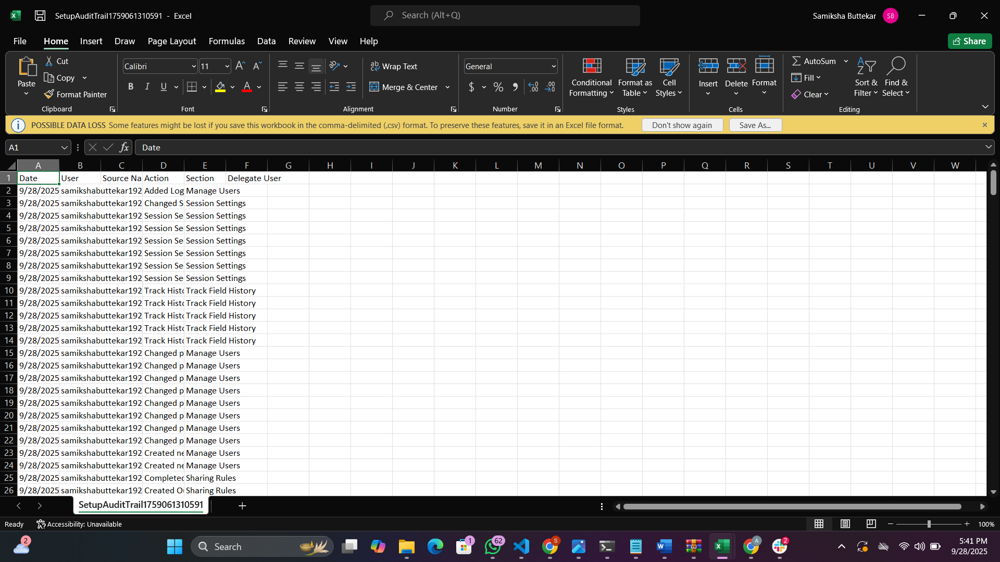 SetupAuditTrail1759061310591 - Excel
Search (Alt+Q)
Samiksha Buttekar SB
File Home Insert Draw Page Layout Formulas Data Review View Help
Share
Paste
Cut
Copy
Format Painter
Clipboard
Calibri 11
B I U
Font
Wrap Text
Merge & Center
Alignment
General
$ % ,
Number
Conditional Formatting
Format as Table
Cell Styles
Styles
Insert Delete Format
Cells
AutoSum
Fill
Clear
Sort & Filter
Find & Select
Editing
POSSIBLE DATA LOSS Some features might be lost if you save this workbook in the comma-delimited (.csv) format. To preserve these features, save it in an Excel file format. Don't show again Save As...
A1 fx Date
A B C D E F G H I J K L M N O P Q R S T U V W
1 Date User Source Na Action Section Delegate User
2 9/28/2025 samikshabuttekar192 Added Log Manage Users
3 9/28/2025 samikshabuttekar192 Changed S Session Settings
4 9/28/2025 samikshabuttekar192 Session Se Session Settings
5 9/28/2025 samikshabuttekar192 Session Se Session Settings
6 9/28/2025 samikshabuttekar192 Session Se Session Settings
7 9/28/2025 samikshabuttekar192 Session Se Session Settings
8 9/28/2025 samikshabuttekar192 Session Se Session Settings
9 9/28/2025 samikshabuttekar192 Session Se Session Settings
10 9/28/2025 samikshabuttekar192 Track Histo Track Field History
11 9/28/2025 samikshabuttekar192 Track Histo Track Field History
12 9/28/2025 samikshabuttekar192 Track Histo Track Field History
13 9/28/2025 samikshabuttekar192 Track Histo Track Field History
14 9/28/2025 samikshabuttekar192 Track Histo Track Field History
15 9/28/2025 samikshabuttekar192 Changed p Manage Users
16 9/28/2025 samikshabuttekar192 Changed p Manage Users
17 9/28/2025 samikshabuttekar192 Changed p Manage Users
18 9/28/2025 samikshabuttekar192 Changed p Manage Users
19 9/28/2025 samikshabuttekar192 Changed p Manage Users
20 9/28/2025 samikshabuttekar192 Changed p Manage Users
21 9/28/2025 samikshabuttekar192 Changed p Manage Users
22 9/28/2025 samikshabuttekar192 Changed p Manage Users
23 9/28/2025 samikshabuttekar192 Created ne Manage Users
24 9/28/2025 samikshabuttekar192 Created ne Manage Users
25 9/28/2025 samikshabuttekar192 Completed Sharing Rules
26 9/28/2025 samikshabuttekar192 Created O Sharing Rules
SetupAuditTrail1759061310591
Ready Accessibility: Unavailable 100%
2 Search 1 62 S A 2
5:41 PM
9/28/2025